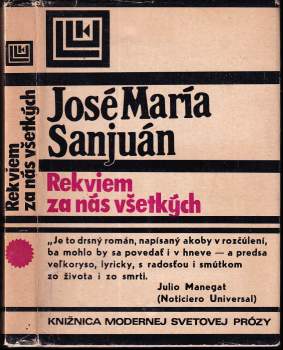 Rekviem
za nás všetkých
José María
Sanjuán
Rekviem
za nás všetkých
„Je to drsný román, napísaný akoby v rozčúlení,
ba mohlo by sa povedať i v hneve — a predsa
veľkoryso, lyricky, s radosťou i smútkom
zo života i zo smrti.
Julio Manegat
(Noticiero Universal)
KNIŽNICA MODERNEJ SVETOVEJ PRÓZY